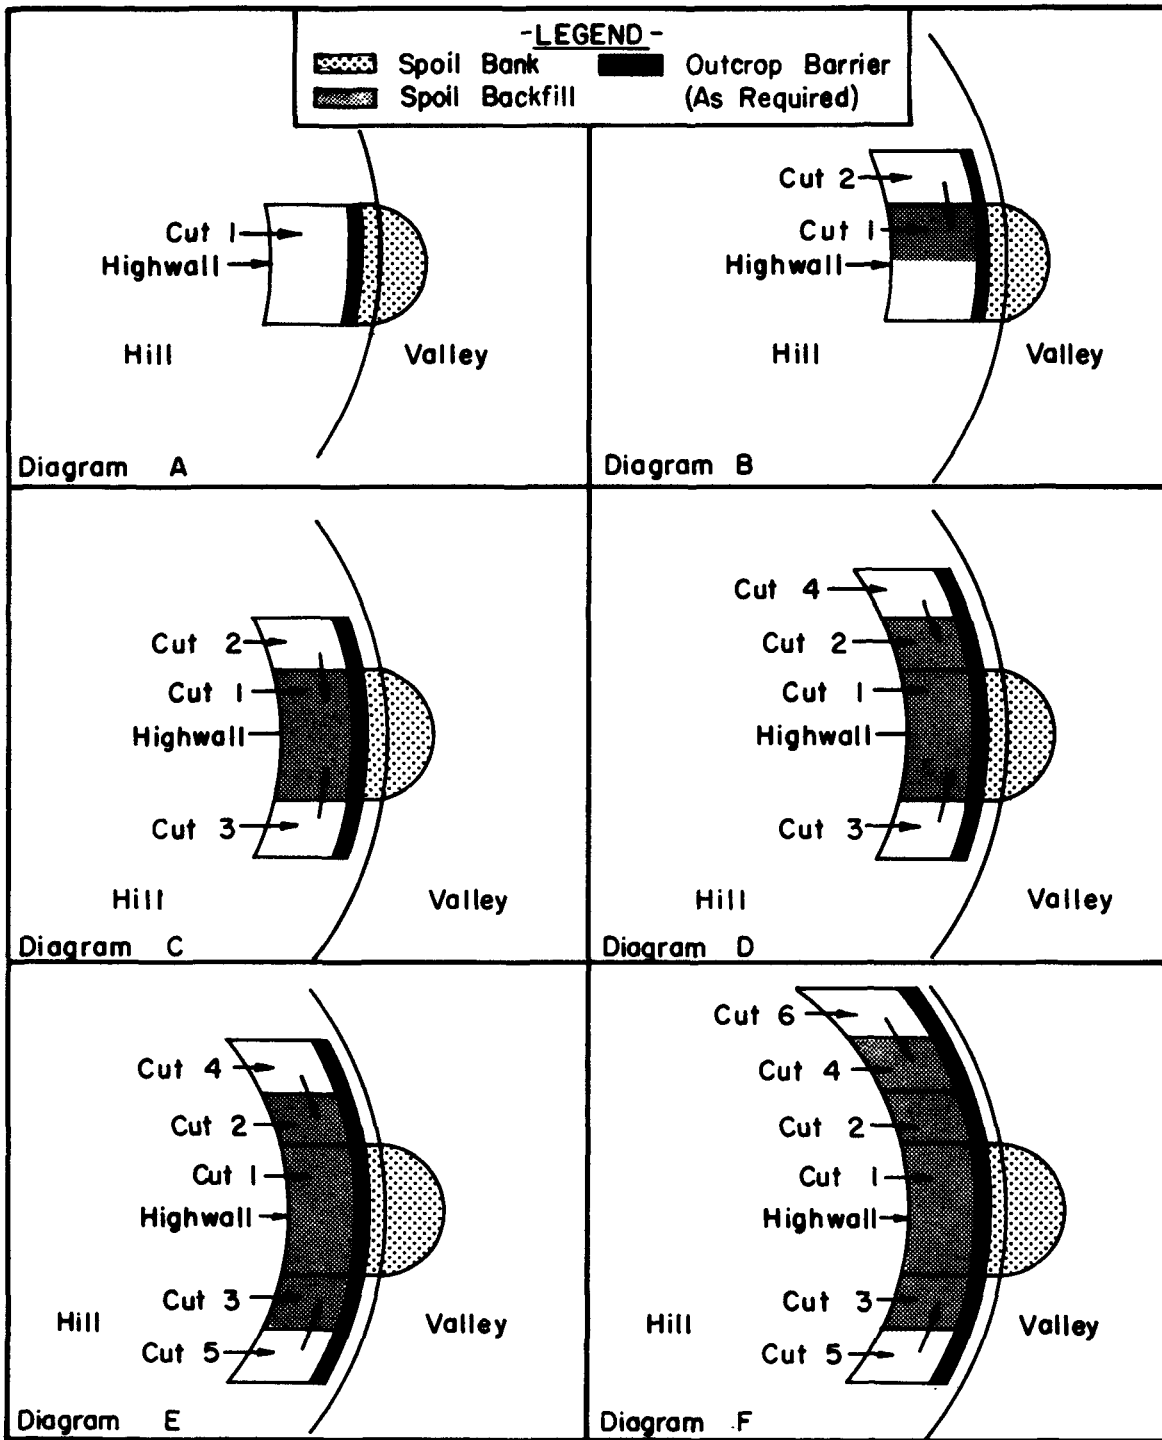 -LEGEND-
Spoil Bank
Outcrop Barrier
Spoil Backfill
(As Required)
Cut 1
Highwall
Hill
Valley
Diagram A
Cut 2
Cut 1
Highwall
Hill
Valley
Diagram B
Cut 2
Cut 1
Highwall
Cut 3
Hill
Valley
Diagram C
Cut 4
Cut 2
Cut 1
Highwall
Cut 3
Hill
Valley
Diagram D
Cut 4
Cut 2
Cut 1
Highwall
Cut 3
Hill
Valley
Cut 5
Diagram E
Cut 6
Cut 4
Cut 2
Cut 1
Highwall
Cut 3
Hill
Valley
Cut 5
Diagram F